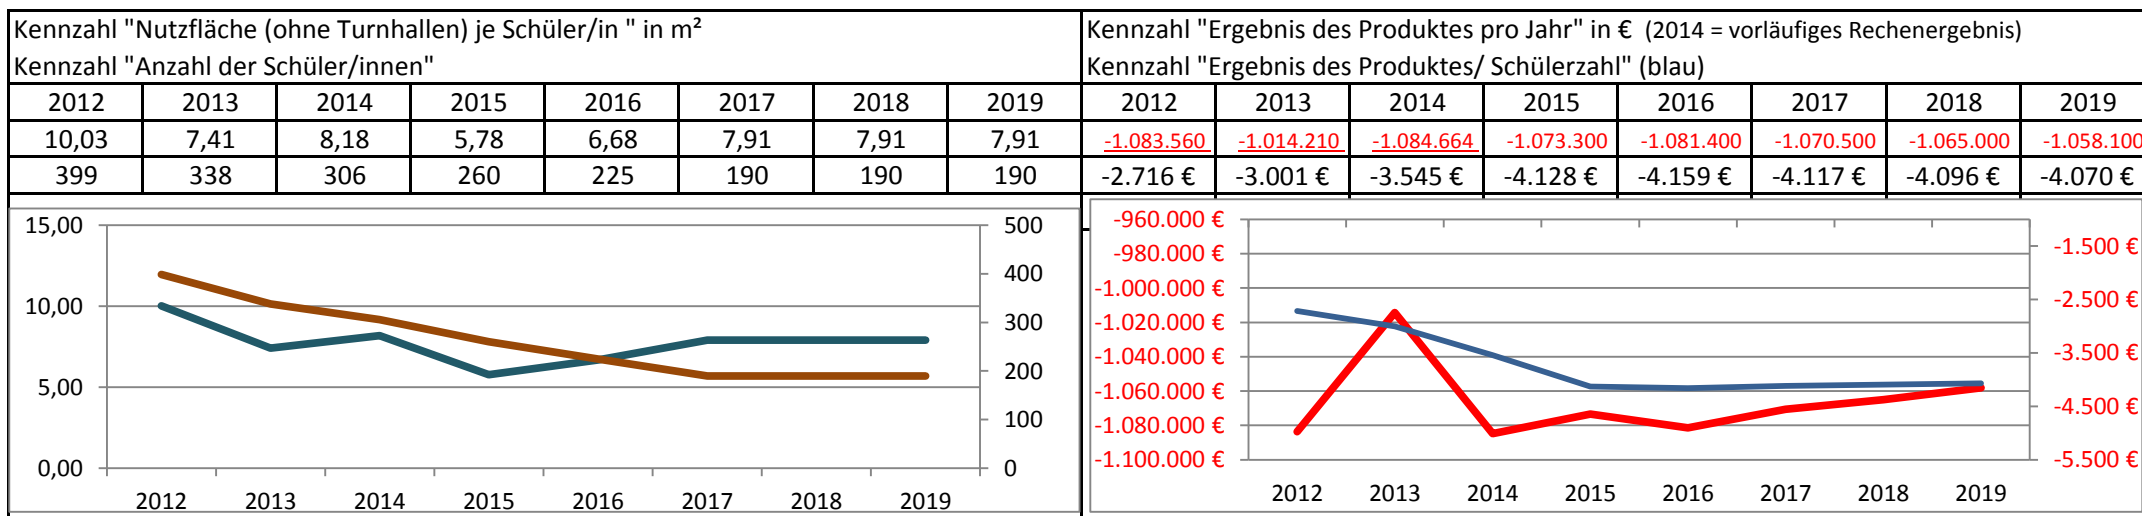 Kennzahl "Nutzfläche (ohne Turnhallen) je Schüler/in " in m²
Kennzahl "Anzahl der Schüler/innen"
2012 2013 2014 2015 2016 2017 2018 2019
10,03 7,41 8,18 5,78 6,68 7,91 7,91 7,91
399 338 306 260 225 190 190 190
15,00
10,00
5,00
0,00
500
400
300
200
100
0
2012 2013 2014 2015 2016 2017 2018 2019
Kennzahl "Ergebnis des Produktes pro Jahr" in € (2014 = vorläufiges Rechenergebnis)
Kennzahl "Ergebnis des Produktes/ Schülerzahl" (blau)
2012 2013 2014 2015 2016 2017 2018 2019
-1.083.560 -1.014.210 -1.084.664 -1.073.300 -1.081.400 -1.070.500 -1.065.000 -1.058.100
-2.716 € -3.001 € -3.545 € -4.128 € -4.159 € -4.117 € -4.096 € -4.070 €
-960.000 €
-980.000 €
-1.000.000 €
-1.020.000 €
-1.040.000 €
-1.060.000 €
-1.080.000 €
-1.100.000 €
-1.500 €
-2.500 €
-3.500 €
-4.500 €
-5.500 €
2012 2013 2014 2015 2016 2017 2018 2019